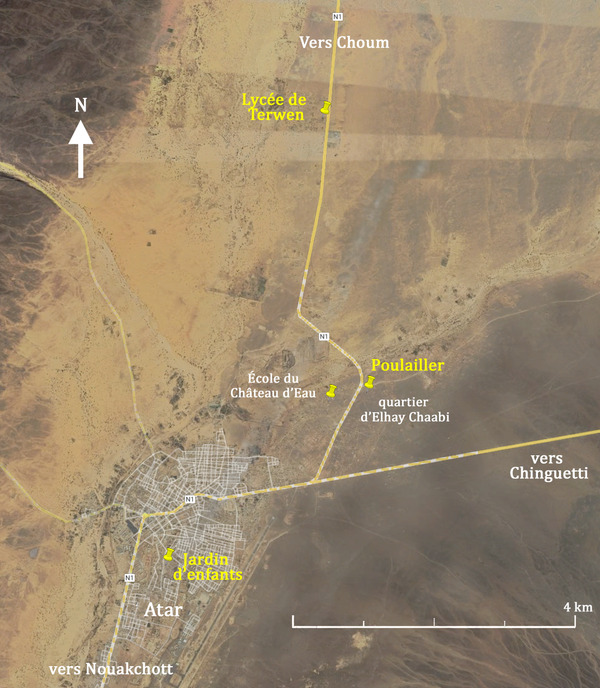 N1
Vers Choum
Lycée de
Terwen
N
N1
Poulailler
École du
Château d'Eau
quartier
d'Elhay Chaabi
vers
Chinguetti
N1
Jardin
d'enfants
N1
Atar
4 km
vers Nouakchott